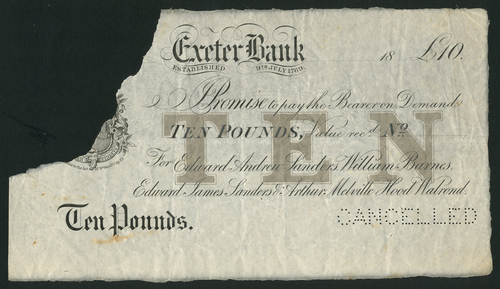 Exeter Bank
ESTABLISHED 9TH JULY 1769.
18 £10.
I Promise to pay the Bearer on Demand
TEN POUNDS, Value recd. No.
TEN
For Edward Andrew Sanders, William Barnes,
Edward James Sanders & Arthur Melville Hood Walrond.
Ten Pounds.
CANCELLED